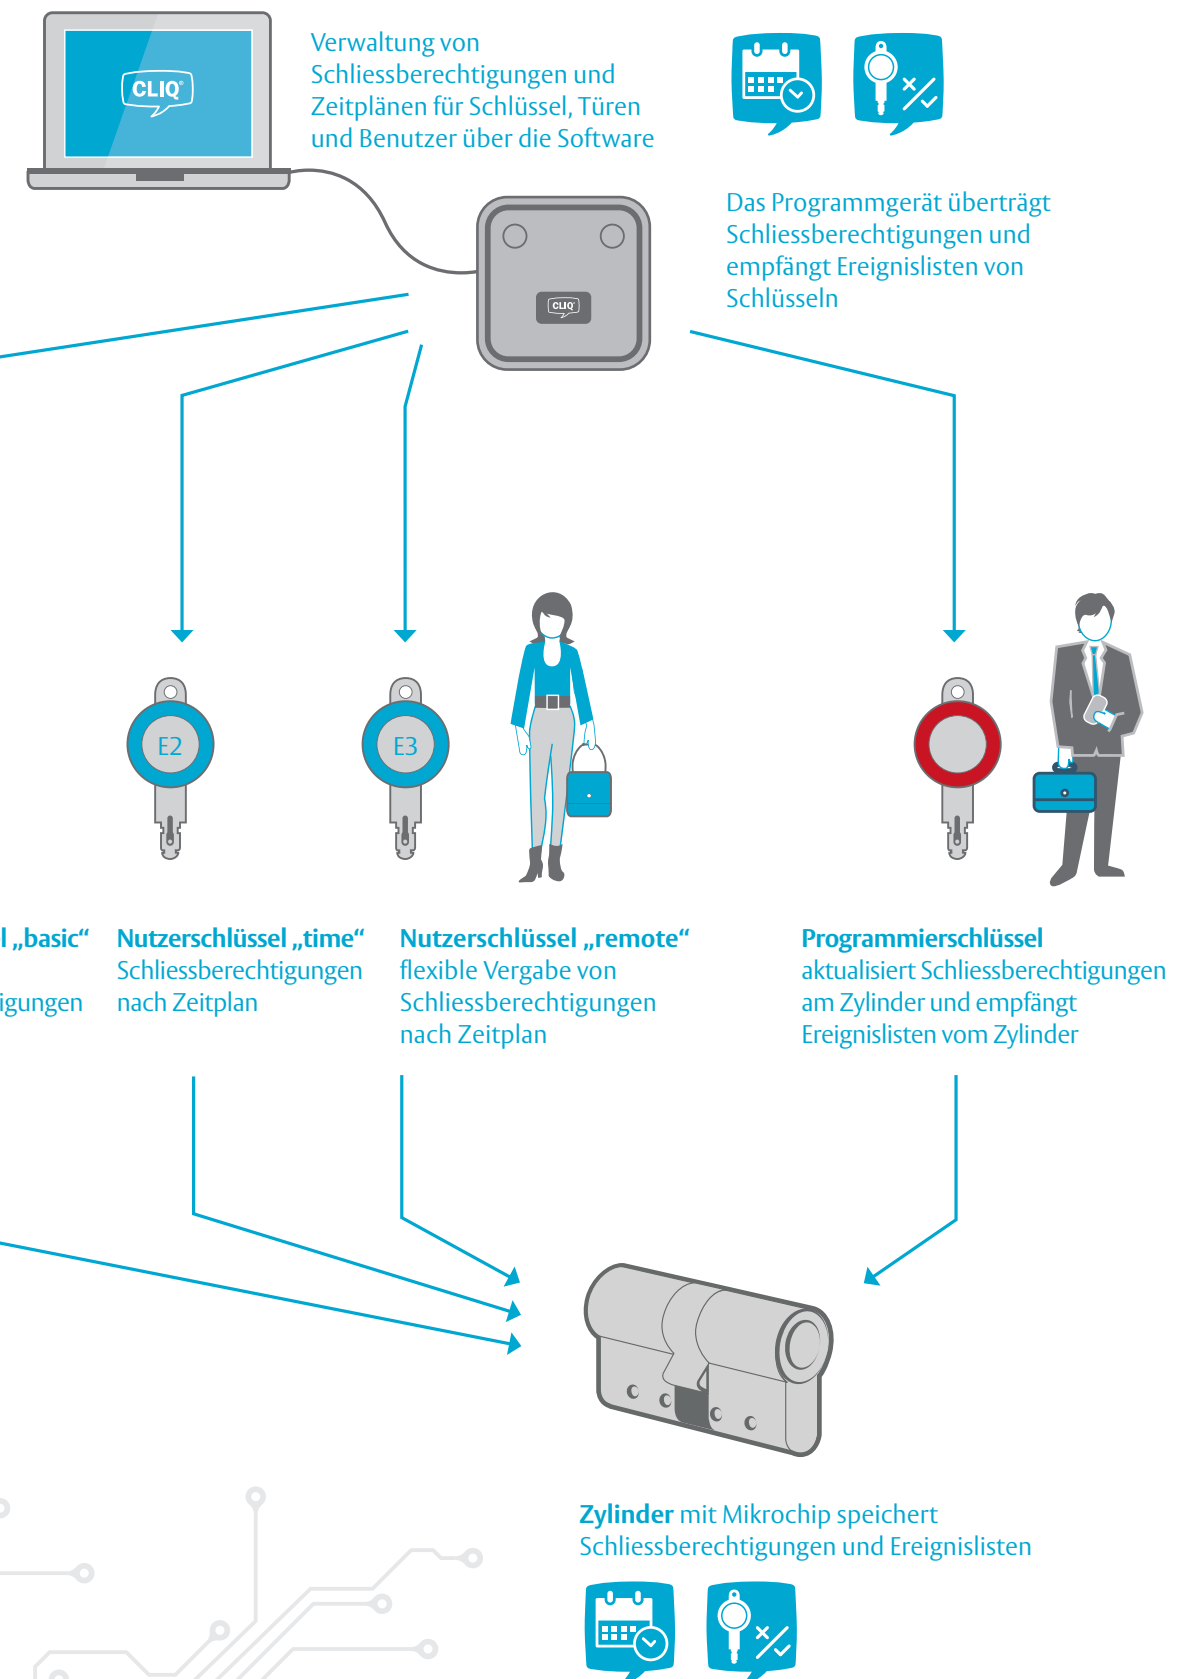 CLIQ®
Verwaltung von
Schliessberechtigungen und
Zeitplänen für Schlüssel, Türen
und Benutzer über die Software
Das Programmgerät überträgt
Schliessberechtigungen und
empfängt Ereignislisten von
Schlüsseln
CLIQ
E2
E3
l „basic“
igungen
Nutzerschlüssel „time“
Schliessberechtigungen
nach Zeitplan
Nutzerschlüssel „remote“
flexible Vergabe von
Schliessberechtigungen
nach Zeitplan
Programmierschlüssel
aktualisiert Schliessberechtigungen
am Zylinder und empfängt
Ereignislisten vom Zylinder
Zylinder mit Mikrochip speichert
Schliessberechtigungen und Ereignislisten